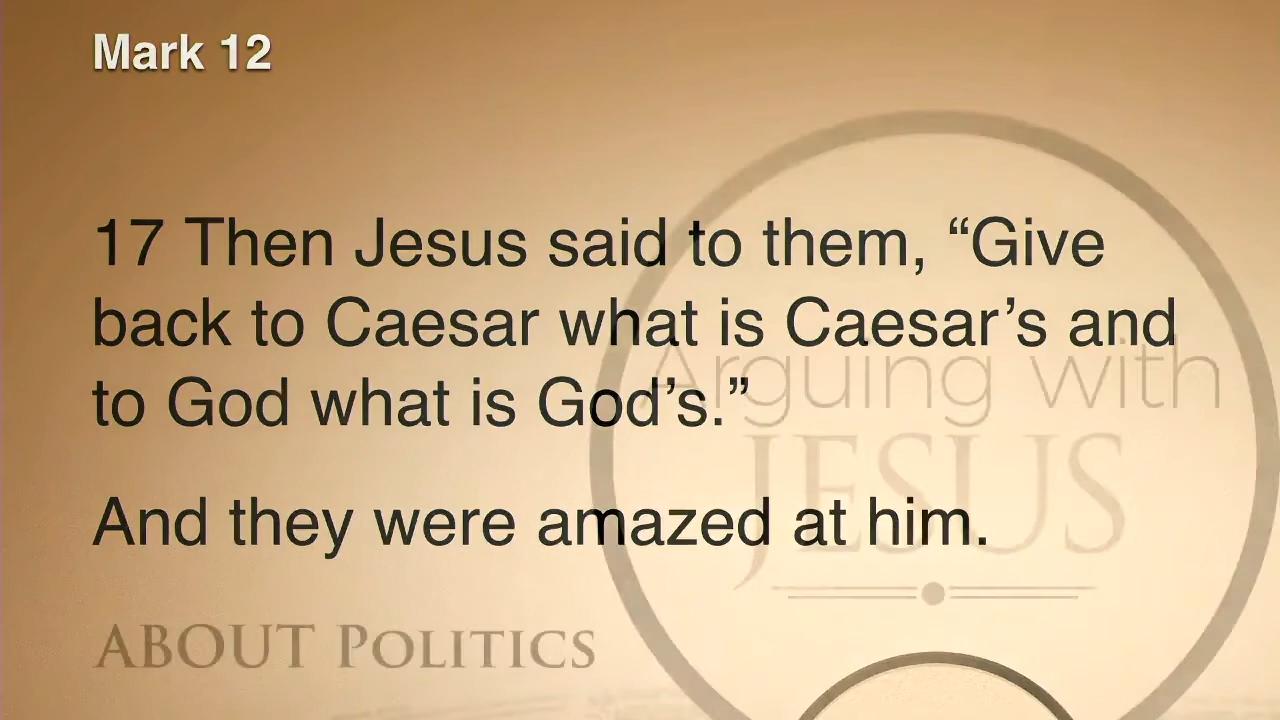 Mark 12
17 Then Jesus said to them, “Give
back to Caesar what is Caesar’s and
to God what is God’s.”
And they were amazed at him.
Arguing with
JESUS
ABOUT POLITICS